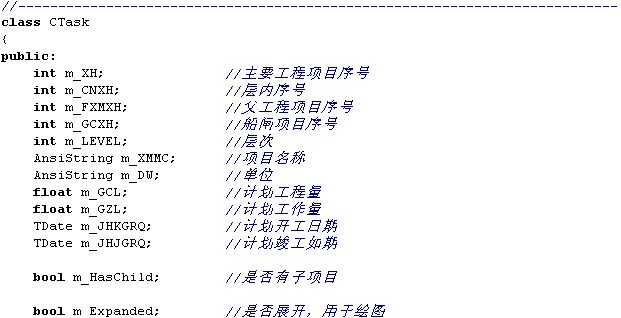 //---------------------------------------------------------------------------
class CTask
{
public:
    int m_XH;               //主要工程项目序号
    int m_CNXH;             //层内序号
    int m_FXMXH;            //父工程项目序号
    int m_GCXH;             //船闸项目序号
    int m_LEVEL;            //层次
    AnsiString m_XMMC;      //项目名称
    AnsiString m_DW;        //单位
    float m_GCL;            //计划工程量
    float m_GZL;            //计划工作量
    TDate m_JHKGRQ;         //计划开工日期
    TDate m_JHJGRQ;         //计划竣工如期
    bool m_HasChild;        //是否有子项目
    bool m_Expanded;        //是否展开，用于绘图